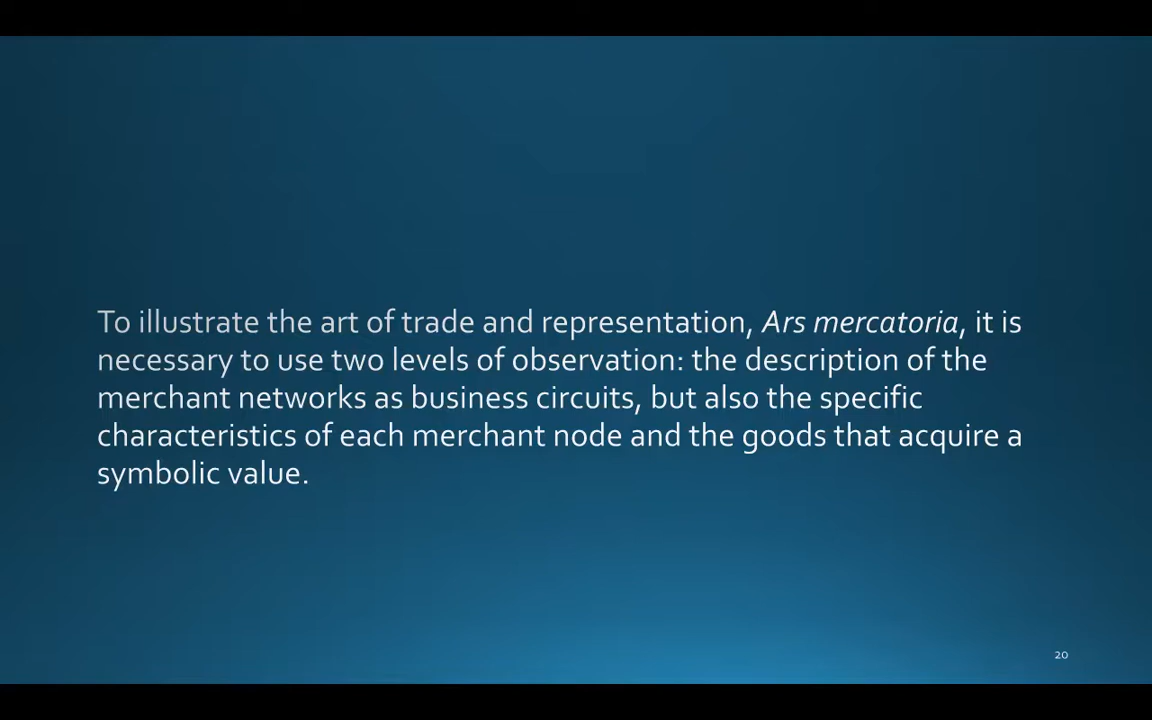 To illustrate the art of trade and representation, Ars mercatoria, it is
necessary to use two levels of observation: the description of the
merchant networks as business circuits, but also the specific
characteristics of each merchant node and the goods that acquire a
symbolic value.
20